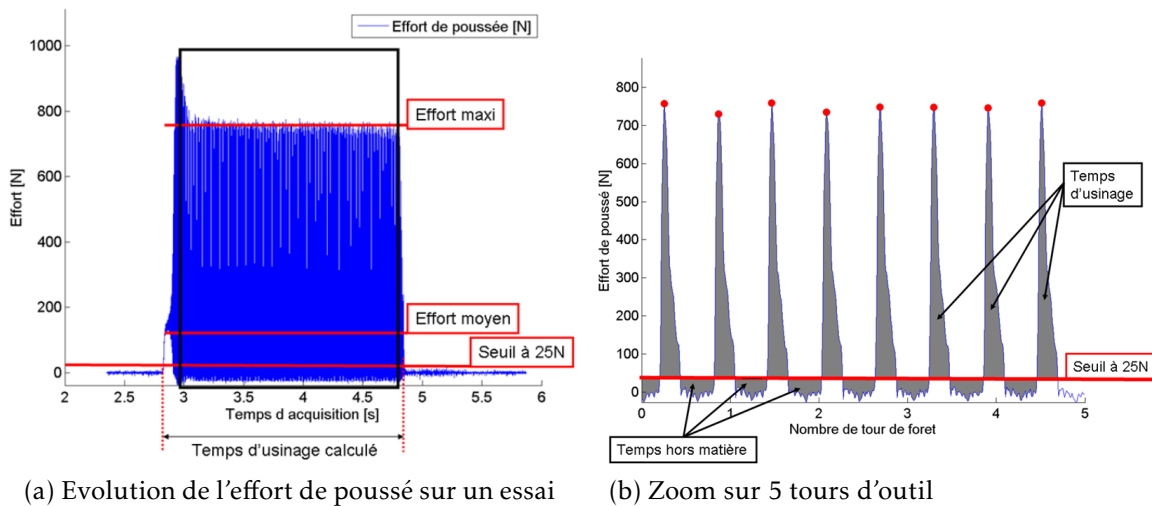 Effort de poussée [N]
1000
800
600
400
200
0
Effort [N]
Effort maxi
Effort moyen
Seuil à 25N
2
2.5
3
3.5
4
4.5
5
5.5
6
Temps d acquisition [s]
Temps d'usinage calculé
(a) Evolution de l'effort de poussé sur un essai
800
700
600
500
400
300
200
100
0
Effort de poussé [N]
Temps
d'usinage
Seuil à 25N
0
1
2
3
4
5
Nombre de tour de foret
Temps hors matière
(b) Zoom sur 5 tours d'outil